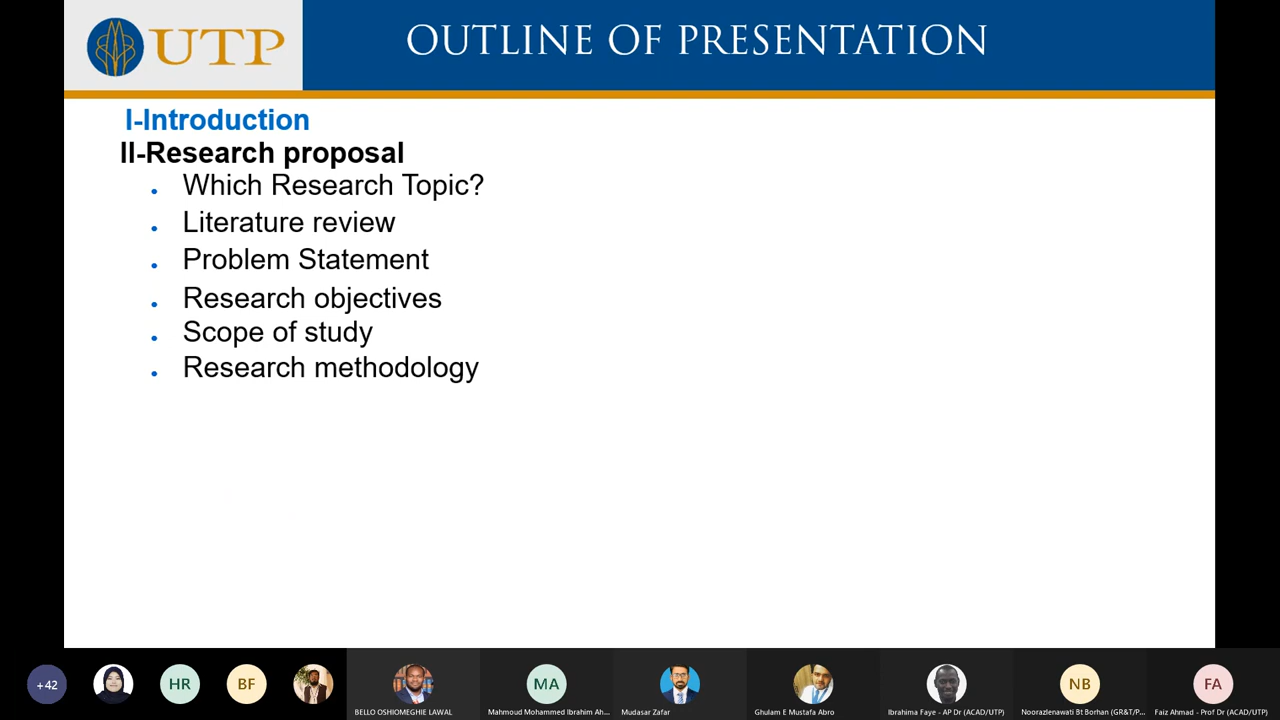 UTP
OUTLINE OF PRESENTATION
I-Introduction
II-Research proposal
Which Research Topic?
Literature review
Problem Statement
Research objectives
Scope of study
Research methodology
+42
HR
BF
BELLO OSHIOMEGHIE LAWAL
MA
Mahmoud Mohammed Ibrahim Ah...
Mudasar Zafar
Ghulam E Mustafa Abro
Ibrahima Faye - AP Dr (ACAD/UTP)
NB
Noorazlenawati Bt Borhan (GR&T/P...
FA
Faiz Ahmad - Prof Dr (ACAD/UTP)